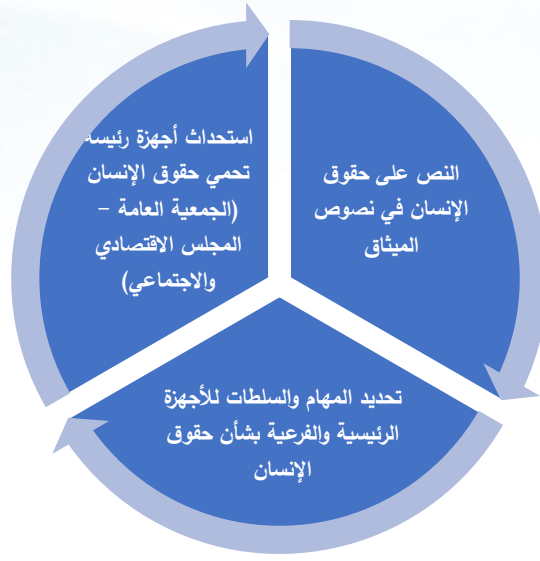 النص على حقوق
الإنسان في نصوص
الميثاق
تحديد المهام والسلطات للأجهزة
الرئيسية والفرعية بشأن حقوق
الإنسان
استحداث أجهزة رئيسة
تحمي حقوق الإنسان
(الجمعية العامة –
المجلس الاقتصادي
والاجتماعي)